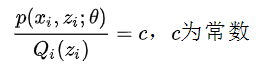 p(x_i, z_i; θ) / Q_i(z_i) = c，c为常数